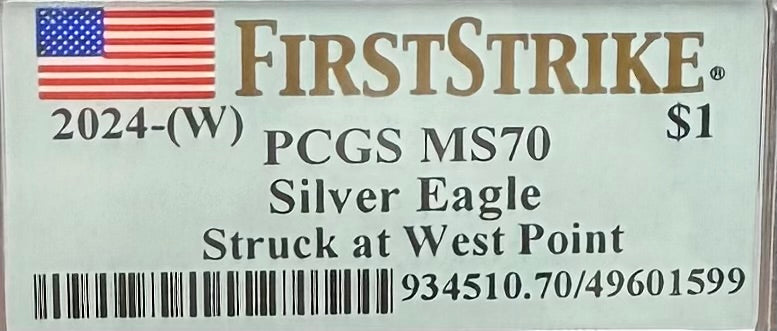 FIRSTSTRIKE®
2024-(W) $1
PCGS MS70
Silver Eagle
Struck at West Point
934510.70/49601599